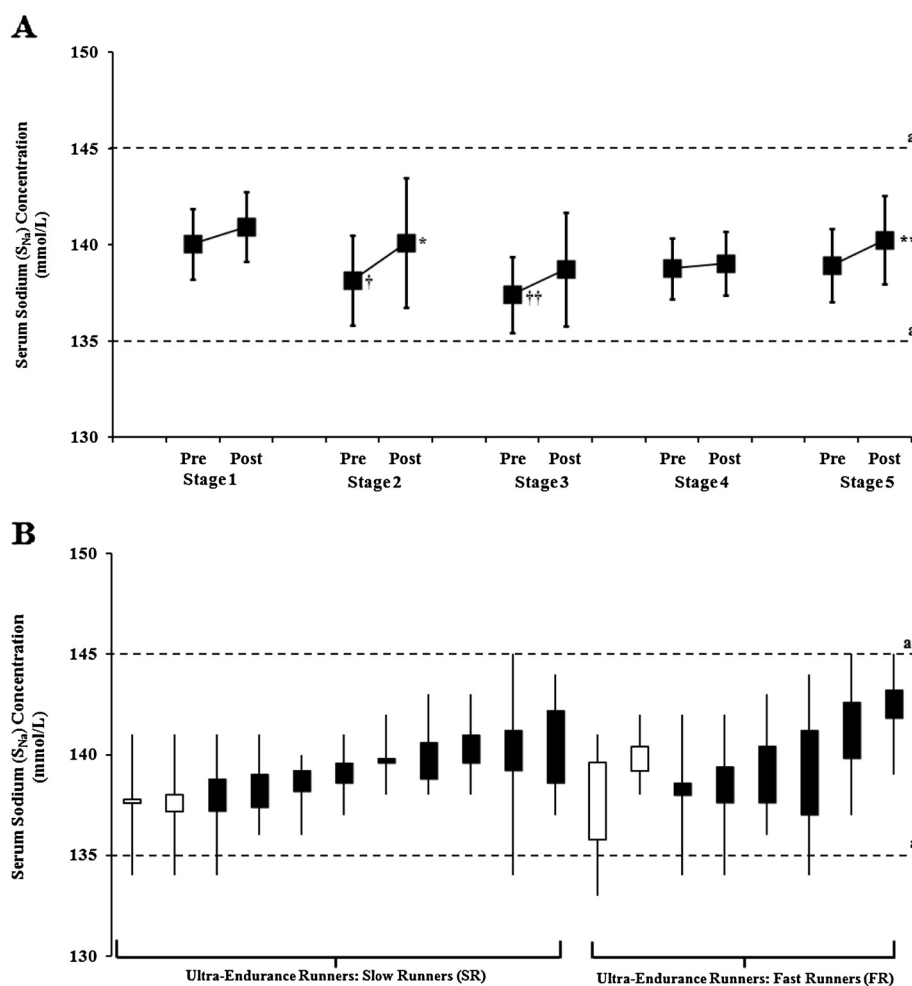 A
150
145
140
135
130
Serum Sodium (SNa) Concentration
(mmol/L)
a
a
†
*
††
**
Pre Post Pre Post Pre Post Pre Post Pre Post
Stage 1 Stage 2 Stage 3 Stage 4 Stage 5
B
150
145
140
135
130
Serum Sodium (SNa) Concentration
(mmol/L)
a
a
Ultra-Endurance Runners: Slow Runners (SR) Ultra-Endurance Runners: Fast Runners (FR)